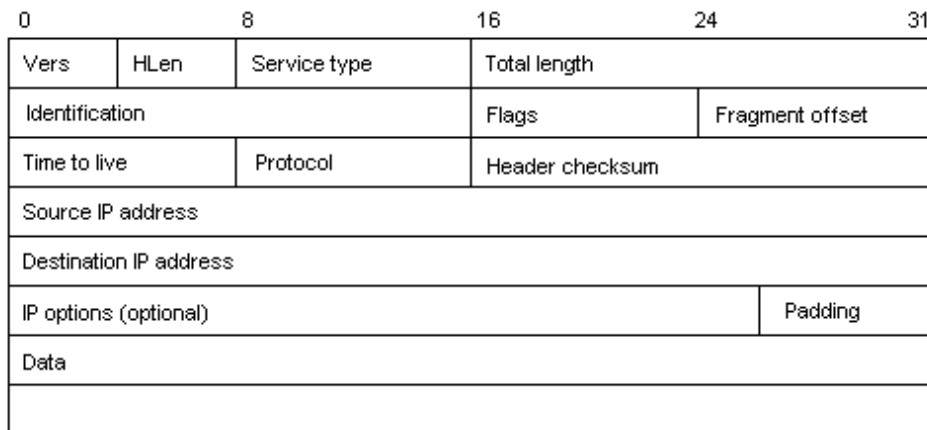 0 8 16 24 31
Vers HLen Service type Total length
Identification Flags Fragment offset
Time to live Protocol Header checksum
Source IP address
Destination IP address
IP options (optional) Padding
Data